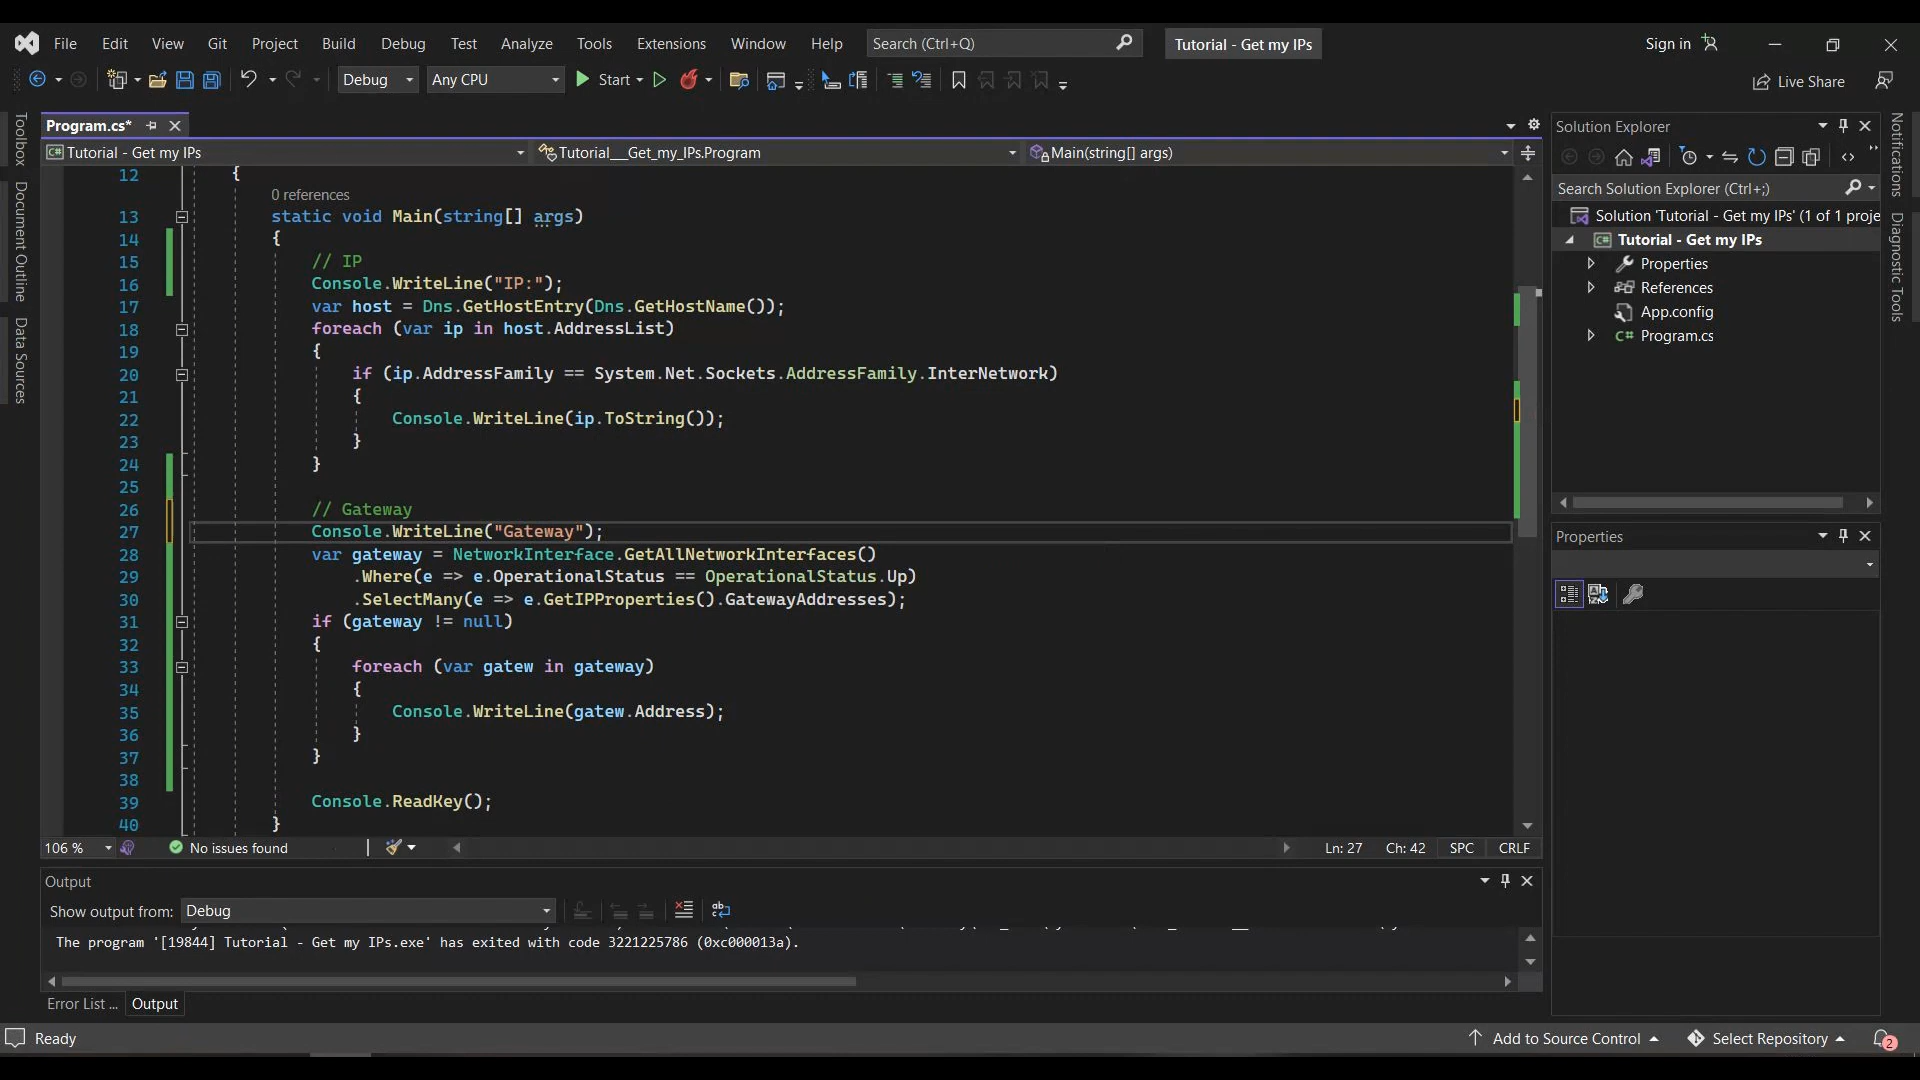 File Edit View Git Project Build Debug Test Analyze Tools Extensions Window Help Search (Ctrl+Q) Tutorial - Get my IPs Sign in
Debug Any CPU Start Live Share
Program.cs*
Tutorial - Get my IPs Tutorial___Get_my_IPs.Program Main(string[] args)
12 {
0 references
13 static void Main(string[] args)
14 {
15 // IP
16 Console.WriteLine("IP:");
17 var host = Dns.GetHostEntry(Dns.GetHostName());
18 foreach (var ip in host.AddressList)
19 {
20 if (ip.AddressFamily == System.Net.Sockets.AddressFamily.InterNetwork)
21 {
22 Console.WriteLine(ip.ToString());
23 }
24 }
25
26 // Gateway
27 Console.WriteLine("Gateway");
28 var gateway = NetworkInterface.GetAllNetworkInterfaces()
29 .Where(e => e.OperationalStatus == OperationalStatus.Up)
30 .SelectMany(e => e.GetIPProperties().GatewayAddresses);
31 if (gateway != null)
32 {
33 foreach (var gatew in gateway)
34 {
35 Console.WriteLine(gatew.Address);
36 }
37 }
38
39 Console.ReadKey();
40 }
106 % No issues found Ln: 27 Ch: 42 SPC CRLF
Output
Show output from: Debug
The program '[19844] Tutorial - Get my IPs.exe' has exited with code 3221225786 (0xc000013a).
Error List ... Output
Toolbox
Document Outline
Data Sources
Solution Explorer
Search Solution Explorer (Ctrl+;)
Solution 'Tutorial - Get my IPs' (1 of 1 proje
Tutorial - Get my IPs
Properties
References
App.config
C# Program.cs
Properties
Notifications
Diagnostic Tools
Ready Add to Source Control Select Repository 2